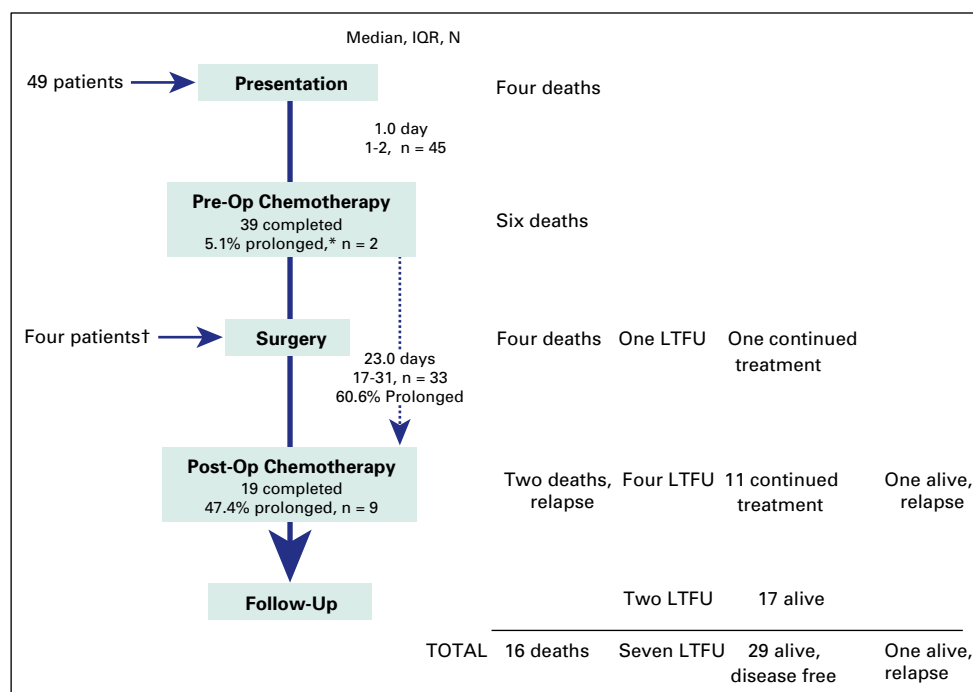 Median, IQR, N
49 patients
Presentation
Four deaths
1.0 day
1-2, n = 45
Pre-Op Chemotherapy
39 completed
5.1% prolonged,* n = 2
Six deaths
Four patients†
Surgery
Four deaths
One LTFU
One continued
treatment
23.0 days
17-31, n = 33
60.6% Prolonged
Post-Op Chemotherapy
19 completed
47.4% prolonged, n = 9
Two deaths,
relapse
Four LTFU
11 continued
treatment
One alive,
relapse
Follow-Up
Two LTFU
17 alive
TOTAL
16 deaths
Seven LTFU
29 alive,
disease free
One alive,
relapse